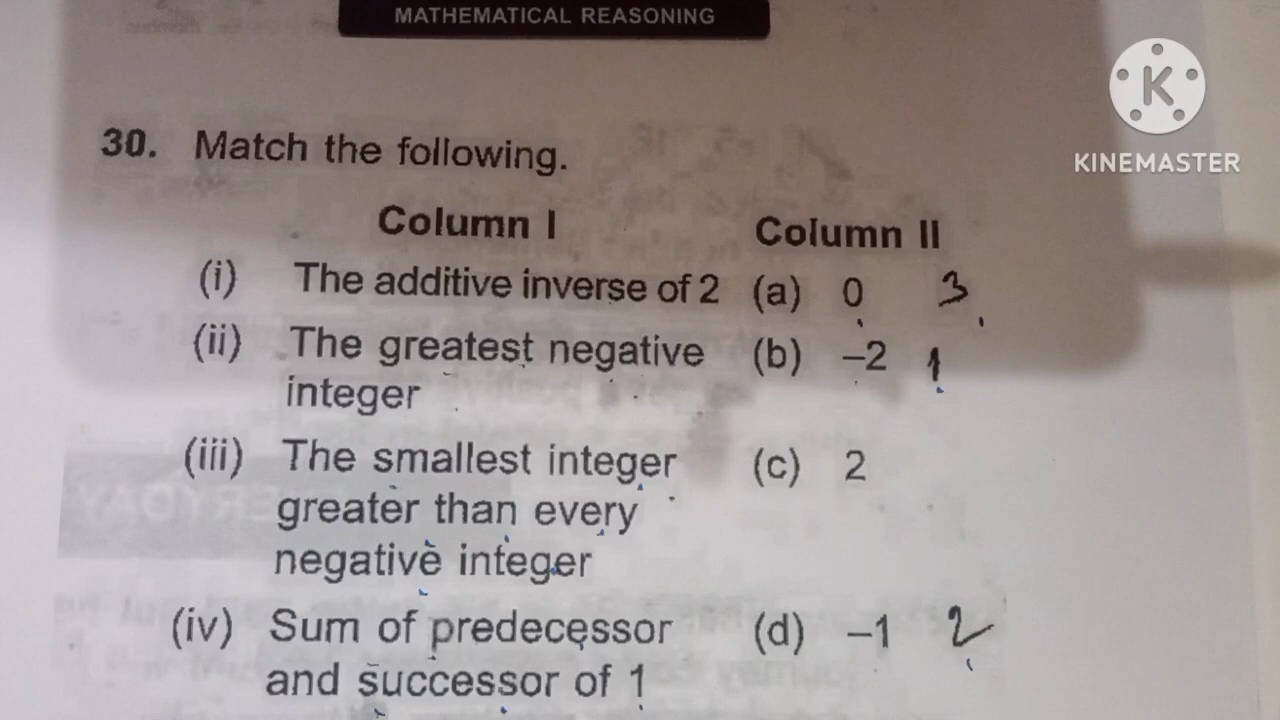 MATHEMATICAL REASONING
K
KINEMASTER
30. Match the following.
Column I Column II
(i) The additive inverse of 2 (a) 0 3
(ii) The greatest negative (b) –2 1
integer
(iii) The smallest integer (c) 2
greater than every
negative integer
(iv) Sum of predecessor (d) –1 2
and successor of 1